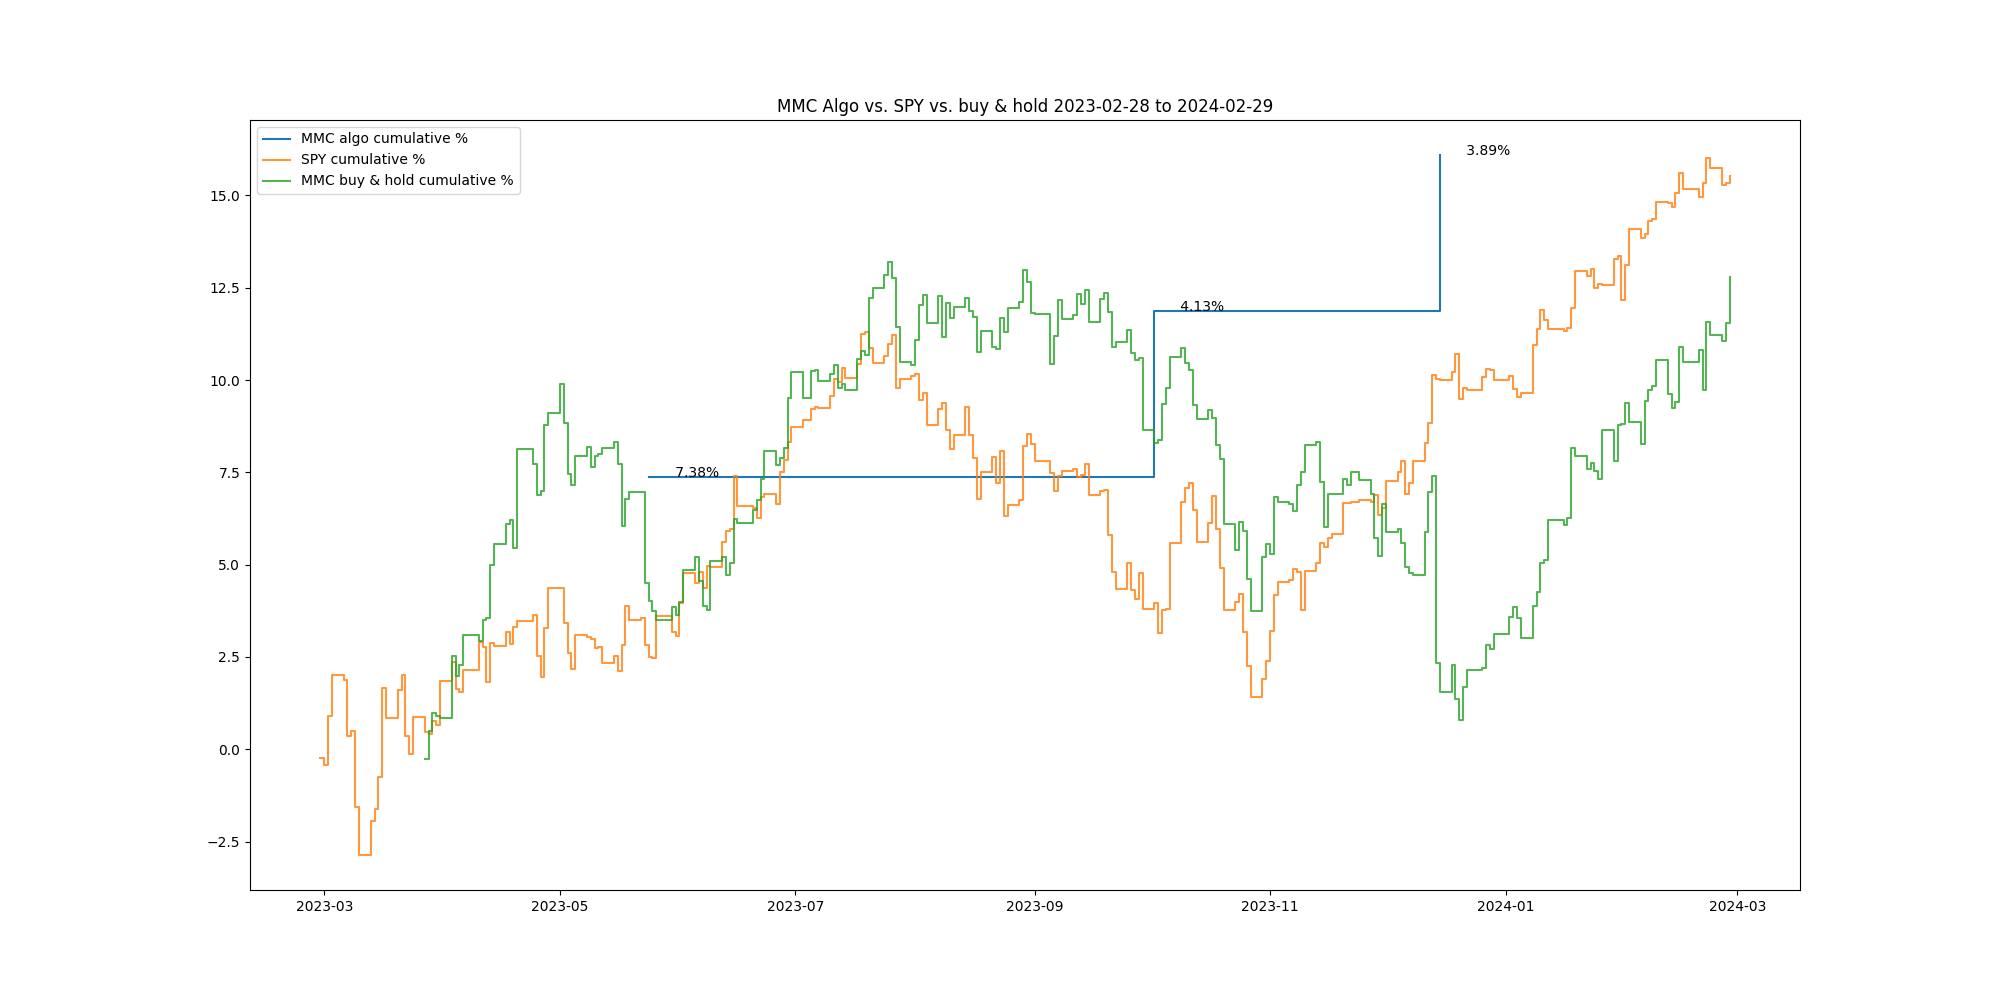 MMC Algo vs. SPY vs. buy & hold 2023-02-28 to 2024-02-29
MMC algo cumulative %
SPY cumulative %
MMC buy & hold cumulative %
3.89%
4.13%
7.38%
15.0
12.5
10.0
7.5
5.0
2.5
0.0
−2.5
2023-03 2023-05 2023-07 2023-09 2023-11 2024-01 2024-03